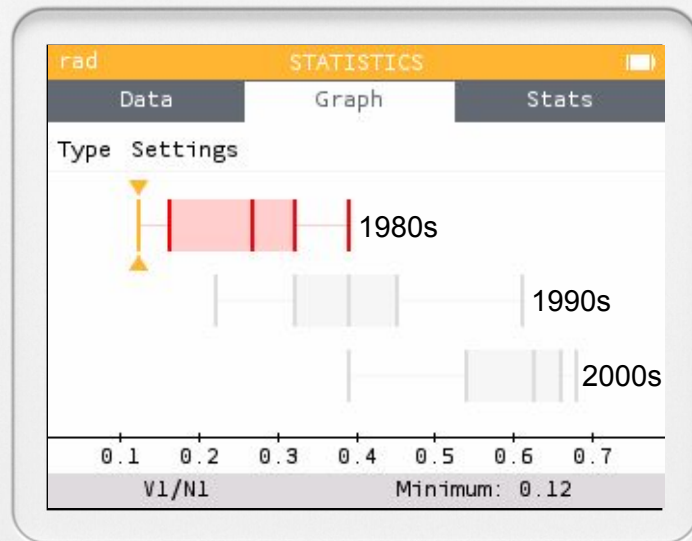 rad STATISTICS
Data Graph Stats
Type Settings
1980s
1990s
2000s
0.1 0.2 0.3 0.4 0.5 0.6 0.7
V1/N1 Minimum: 0.12